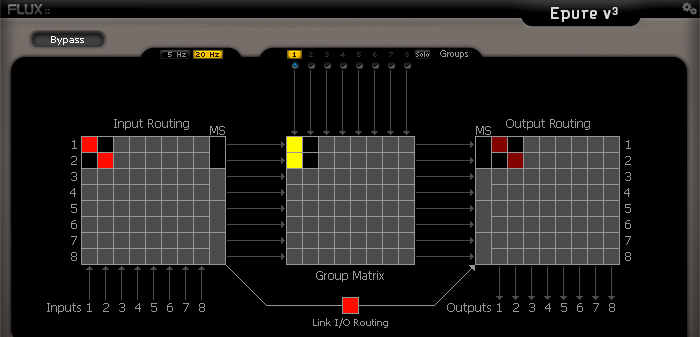 FLUX:: Epure v3
Bypass
5 Hz 20 Hz 1 2 3 4 5 6 7 8 Solo Groups
Input Routing Output Routing
MS MS
1 1
2 2
3 3
4 4
5 5
6 6
7 7
8 8
Group Matrix
Inputs 1 2 3 4 5 6 7 8 Outputs 1 2 3 4 5 6 7 8
Link I/O Routing